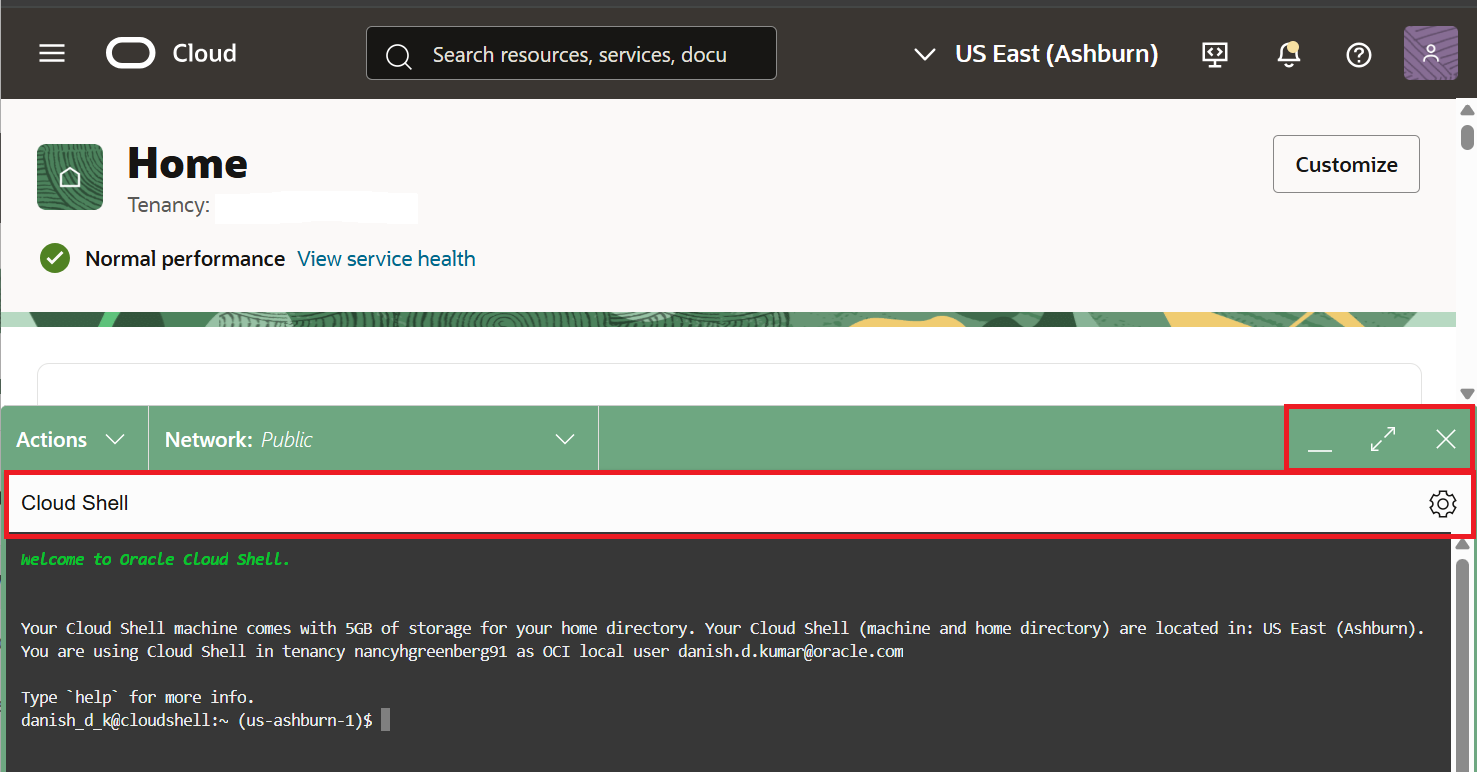 Cloud
Search resources, services, docu
US East (Ashburn)
Home
Customize
Tenancy:
Normal performance View service health
Actions
Network: Public
Cloud Shell
Welcome to Oracle Cloud Shell.
Your Cloud Shell machine comes with 5GB of storage for your home directory. Your Cloud Shell (machine and home directory) are located in: US East (Ashburn).
You are using Cloud Shell in tenancy nancyhgreenberg91 as OCI local user danish.d.kumar@oracle.com
Type `help` for more info.
danish_d_k@cloudshell:~ (us-ashburn-1)$